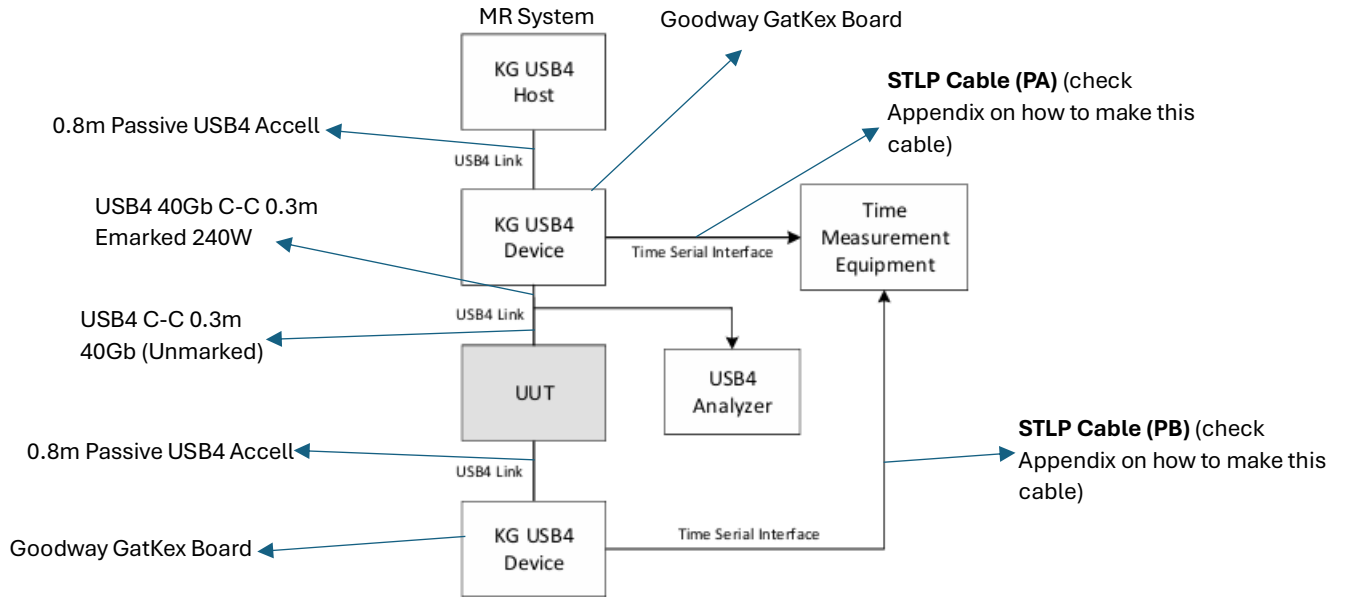 MR System
Goodway GatKex Board
KG USB4
Host
STLP Cable (PA) (check
Appendix on how to make this
cable)
0.8m Passive USB4 Accell
USB4 Link
USB4 40Gb C-C 0.3m
Emarked 240W
KG USB4
Device
Time Serial Interface
Time
Measurement
Equipment
USB4 Link
USB4 C-C 0.3m
40Gb (Unmarked)
UUT
USB4
Analyzer
0.8m Passive USB4 Accell
USB4 Link
STLP Cable (PB) (check
Appendix on how to make this
cable)
Goodway GatKex Board
KG USB4
Device
Time Serial Interface